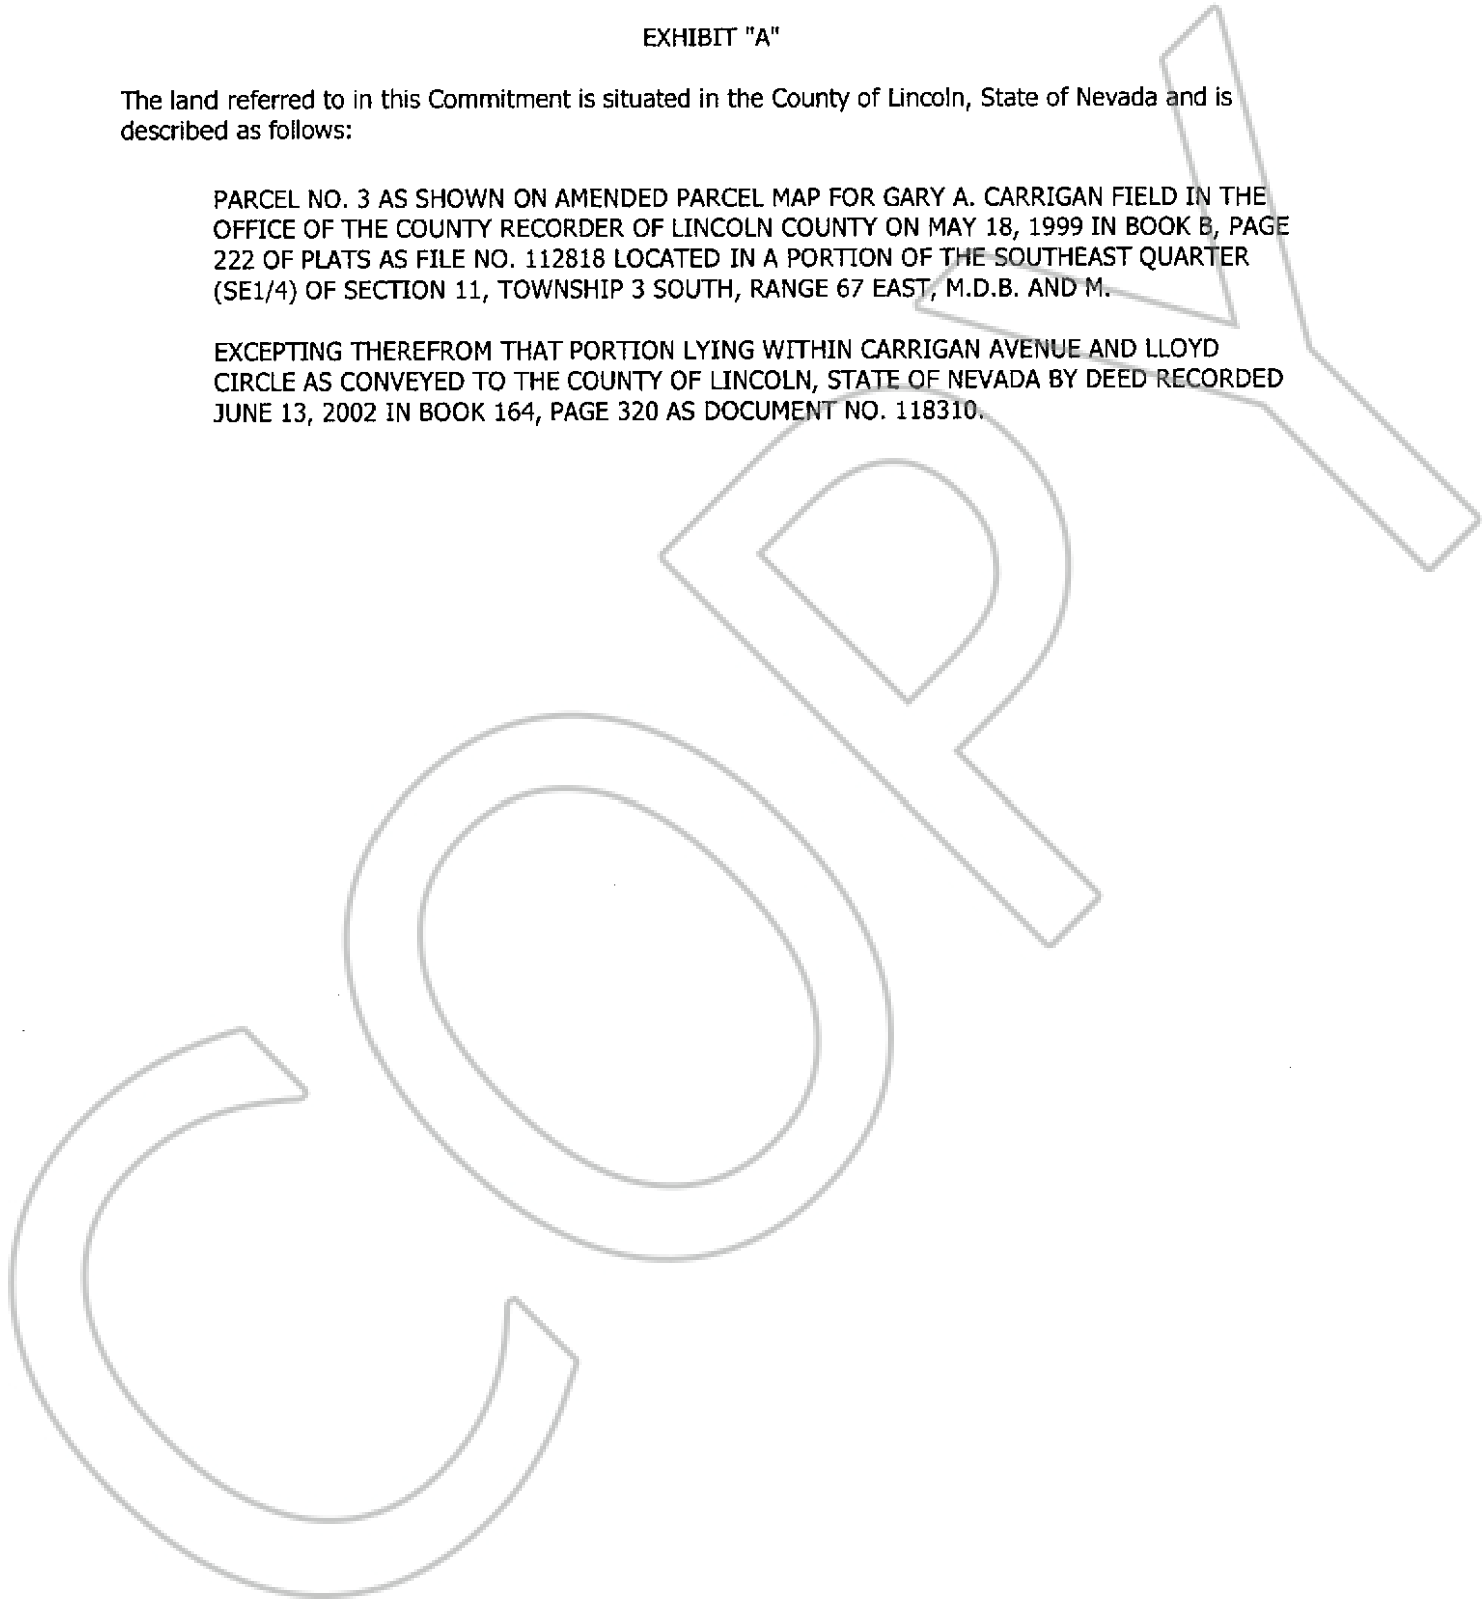 EXHIBIT "A"
The land referred to in this Commitment is situated in the County of Lincoln, State of Nevada and is
described as follows:
PARCEL NO. 3 AS SHOWN ON AMENDED PARCEL MAP FOR GARY A. CARRIGAN FIELD IN THE
OFFICE OF THE COUNTY RECORDER OF LINCOLN COUNTY ON MAY 18, 1999 IN BOOK B, PAGE
222 OF PLATS AS FILE NO. 112818 LOCATED IN A PORTION OF THE SOUTHEAST QUARTER
(SE1/4) OF SECTION 11, TOWNSHIP 3 SOUTH, RANGE 67 EAST, M.D.B. AND M.
EXCEPTING THEREFROM THAT PORTION LYING WITHIN CARRIGAN AVENUE AND LLOYD
CIRCLE AS CONVEYED TO THE COUNTY OF LINCOLN, STATE OF NEVADA BY DEED RECORDED
JUNE 13, 2002 IN BOOK 164, PAGE 320 AS DOCUMENT NO. 118310.
COPY